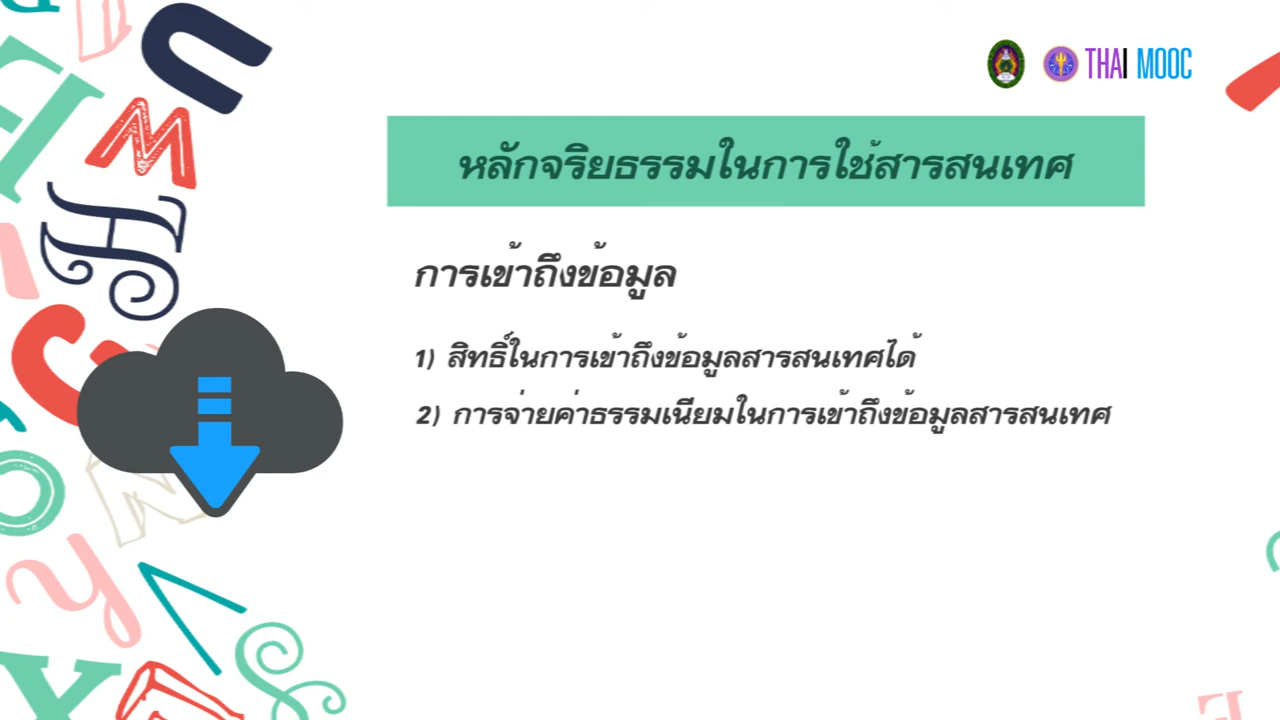 THAI MOOC
หลักจริยธรรมในการใช้สารสนเทศ
การเข้าถึงข้อมูล
1) สิทธิ์ในการเข้าถึงข้อมูลสารสนเทศได้
2) การจ่ายค่าธรรมเนียมในการเข้าถึงข้อมูลสารสนเทศ